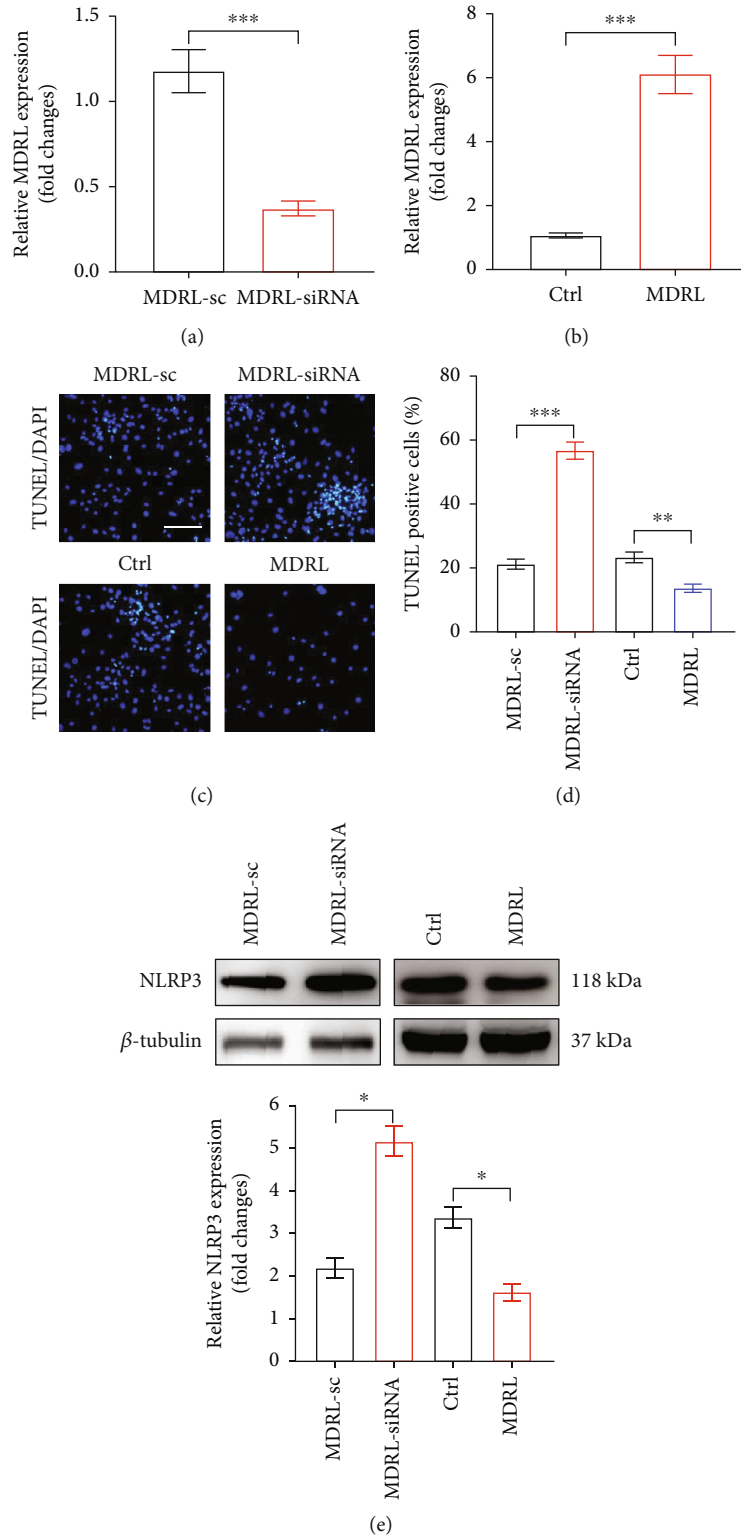 1.5
1.0
0.5
0.0
Relative MDRL expression
(fold changes)
***
MDRL-sc
MDRL-siRNA
(a)
8
6
4
2
0
Relative MDRL expression
(fold changes)
***
Ctrl
MDRL
(b)
MDRL-sc
MDRL-siRNA
TUNEL/DAPI
Ctrl
MDRL
TUNEL/DAPI
(c)
80
60
40
20
0
TUNEL positive cells (%)
***
**
MDRL-sc
MDRL-siRNA
Ctrl
MDRL
(d)
MDRL-sc
MDRL-siRNA
Ctrl
MDRL
NLRP3
118 kDa
β-tubulin
37 kDa
6
5
4
3
2
1
0
Relative NLRP3 expression
(fold changes)
*
*
MDRL-sc
MDRL-siRNA
Ctrl
MDRL
(e)